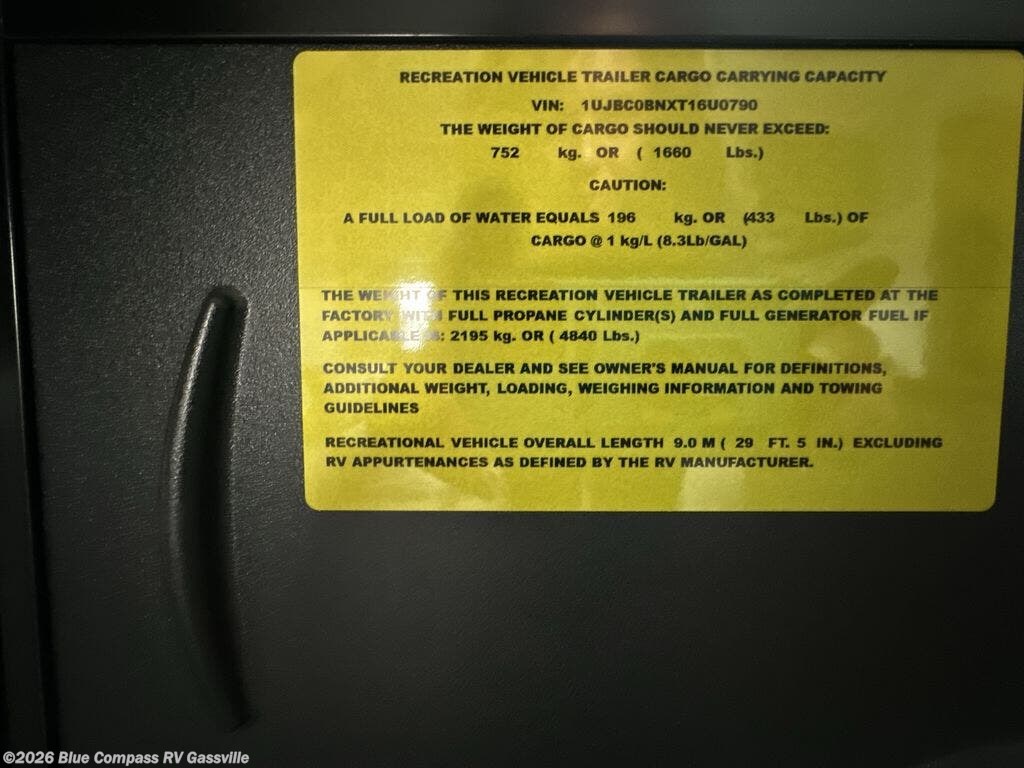 RECREATION VEHICLE TRAILER CARGO CARRYING CAPACITY
VIN: 1UJBC0BNXT16U0790
THE WEIGHT OF CARGO SHOULD NEVER EXCEED:
752 kg. OR ( 1660 Lbs.)
CAUTION:
A FULL LOAD OF WATER EQUALS 196 kg. OR (433 Lbs.) OF
CARGO @ 1 kg/L (8.3Lb/GAL)
THE WEIGHT OF THIS RECREATION VEHICLE TRAILER AS COMPLETED AT THE
FACTORY WITH FULL PROPANE CYLINDER(S) AND FULL GENERATOR FUEL IF
APPLICABLE IS: 2195 kg. OR ( 4840 Lbs.)
CONSULT YOUR DEALER AND SEE OWNER'S MANUAL FOR DEFINITIONS,
ADDITIONAL WEIGHT, LOADING, WEIGHING INFORMATION AND TOWING
GUIDELINES
RECREATIONAL VEHICLE OVERALL LENGTH 9.0 M ( 29 FT. 5 IN.) EXCLUDING
RV APPURTENANCES AS DEFINED BY THE RV MANUFACTURER.
©2026 Blue Compass RV Gassville